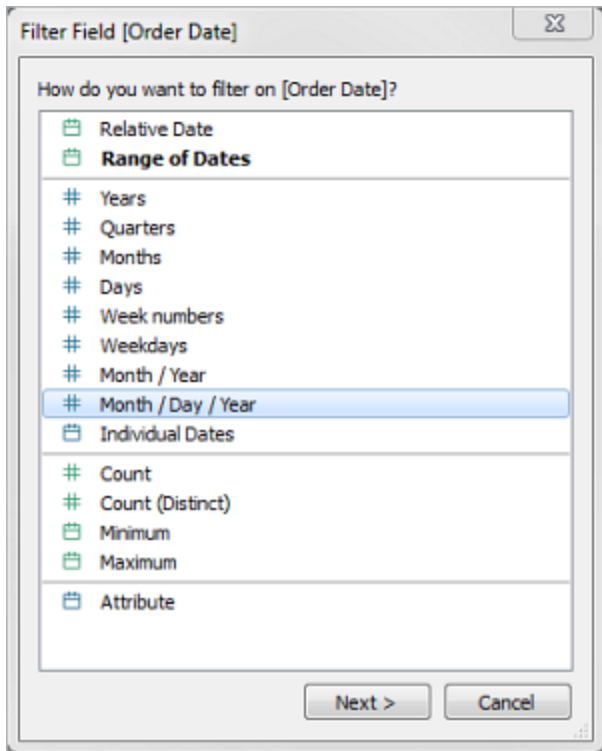 Filter Field [Order Date]
How do you want to filter on [Order Date]?
Relative Date
Range of Dates
# Years
# Quarters
# Months
# Days
# Week numbers
# Weekdays
# Month / Year
# Month / Day / Year
Individual Dates
# Count
# Count (Distinct)
Minimum
Maximum
Attribute
Next >
Cancel